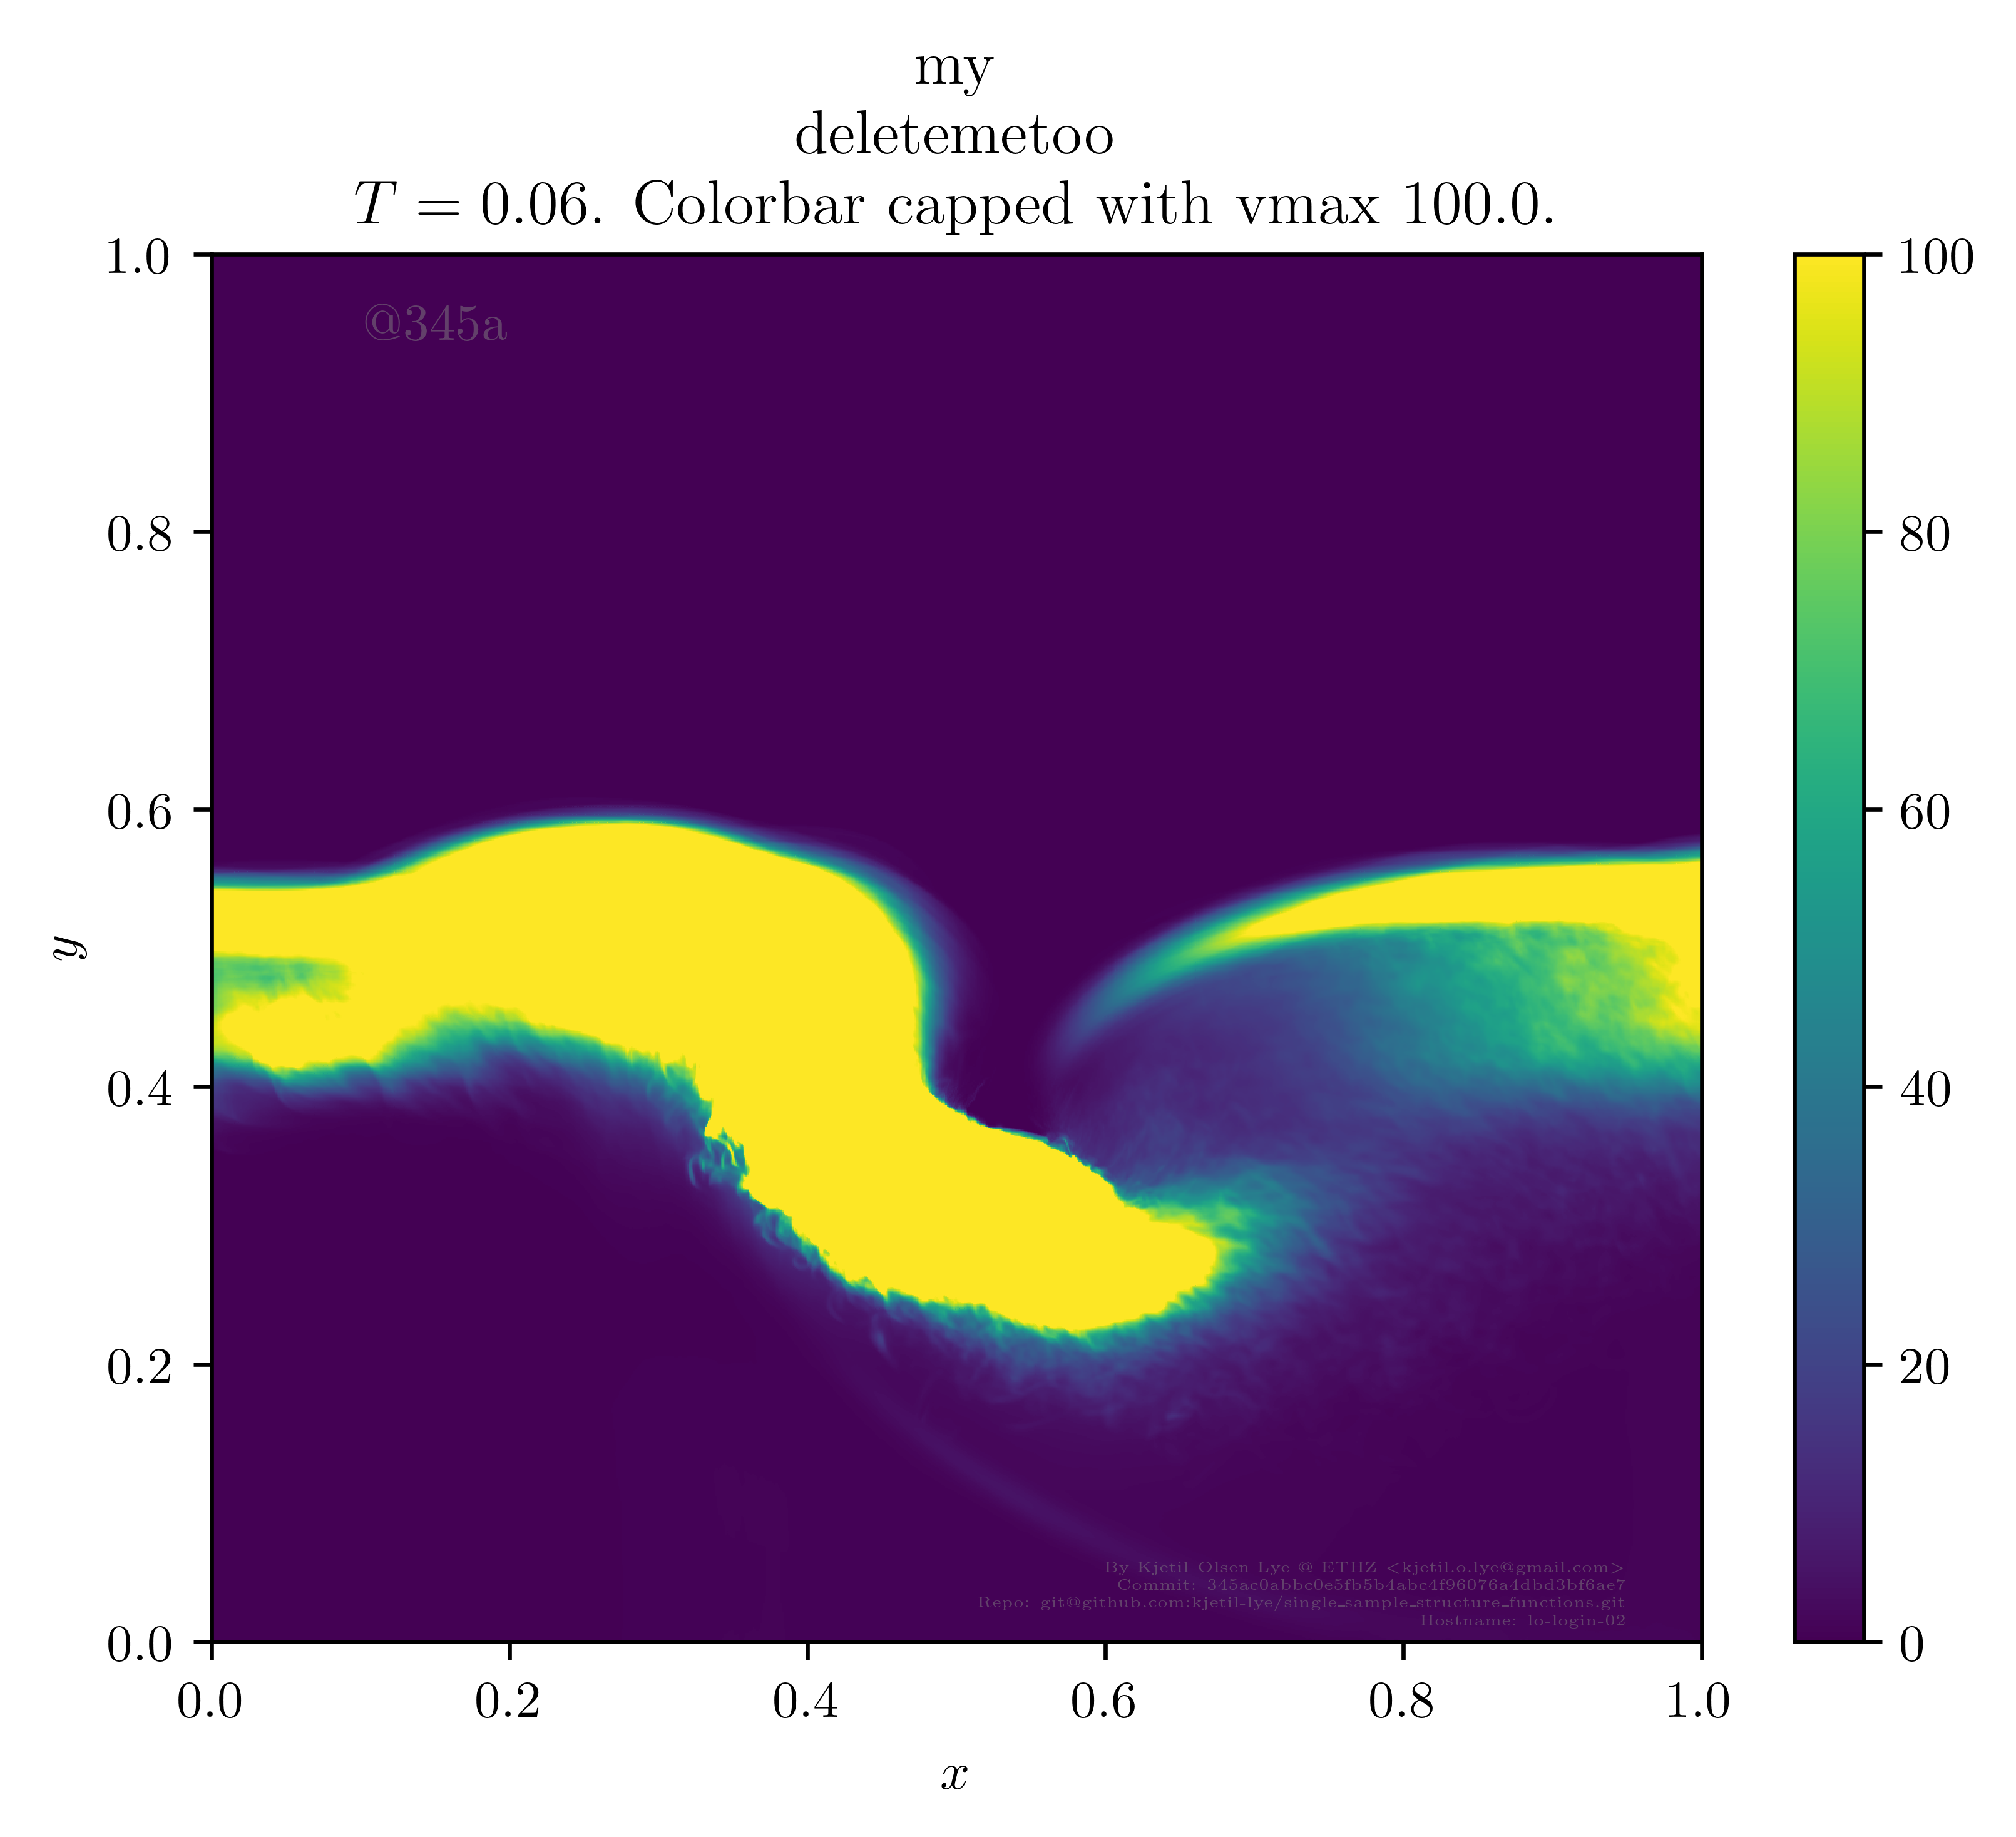 my
deletemetoo
T = 0.06. Colorbar capped with vmax 100.0.
1.0
0.8
0.6
0.4
0.2
0.0
y
@345a
By Kjetil Olsen Lye @ ETHZ <kjetil.o.lye@gmail.com>
Commit: 345ac0abbc0e5fb5b4abc4f96076a4dbd3bf6ae7
Repo: git@github.com:kjetil-lye/single_sample_structure_functions.git
Hostname: lo-login-02
0.0 0.2 0.4 0.6 0.8 1.0
x
100
80
60
40
20
0